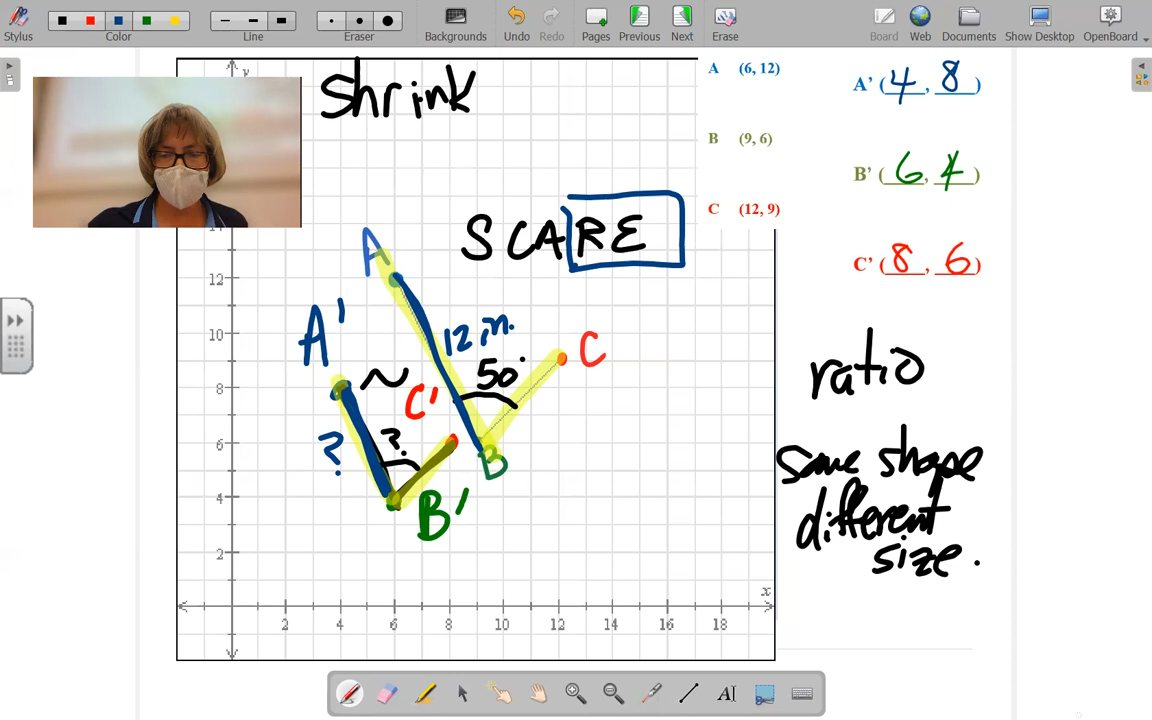 Stylus
Color
Line
Eraser
Backgrounds
Undo
Redo
Pages
Previous
Next
Erase
Board
Web
Documents
Show Desktop
OpenBoard
y
shrink
A (6, 12)
A' (4, 8)
B (9, 6)
B' (6, 4)
C (12, 9)
C' (8, 6)
SCARE
14
12
10
8
6
4
2
A
A'
12 in.
50°
C
~
C'
?
?
B
B'
ratio
same shape
different
size.
x
2 4 6 8 10 12 14 16 18